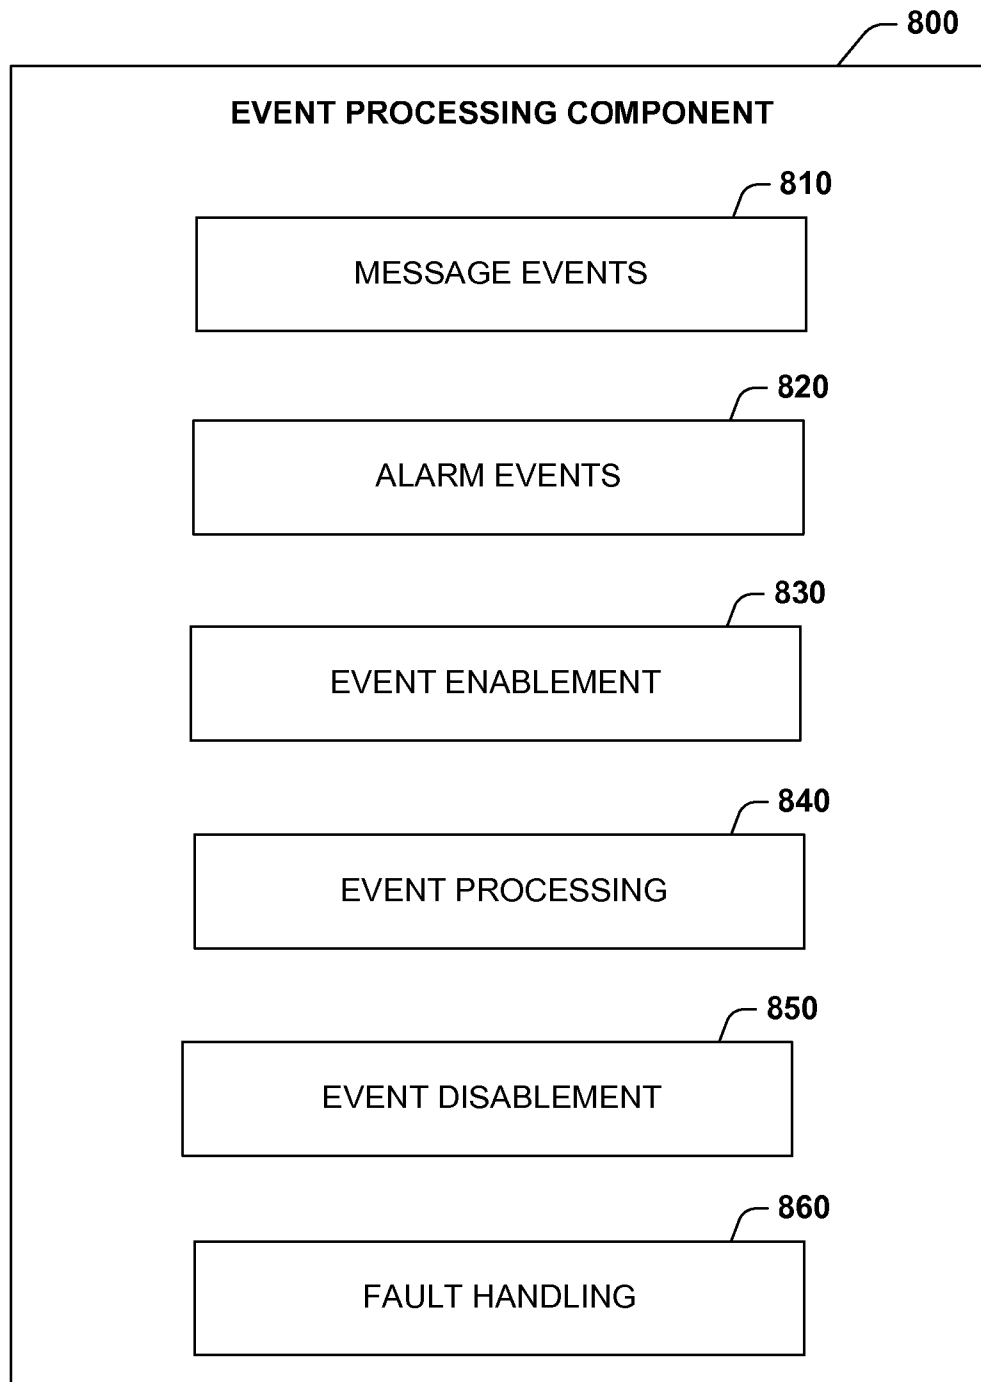 800
EVENT PROCESSING COMPONENT
810
MESSAGE EVENTS
820
ALARM EVENTS
830
EVENT ENABLEMENT
840
EVENT PROCESSING
850
EVENT DISABLEMENT
860
FAULT HANDLING